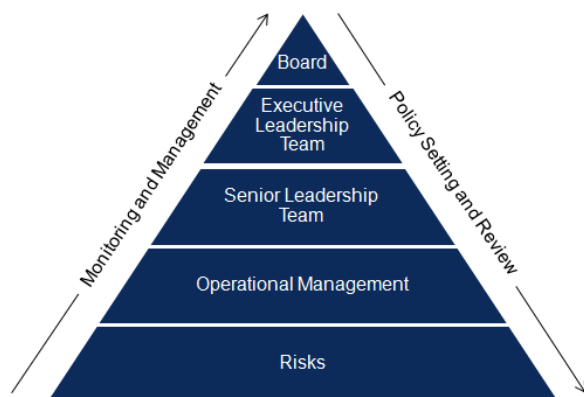 Board
Executive
Leadership
Team
Senior Leadership
Team
Operational Management
Risks
Monitoring and Management
Policy Setting and Review